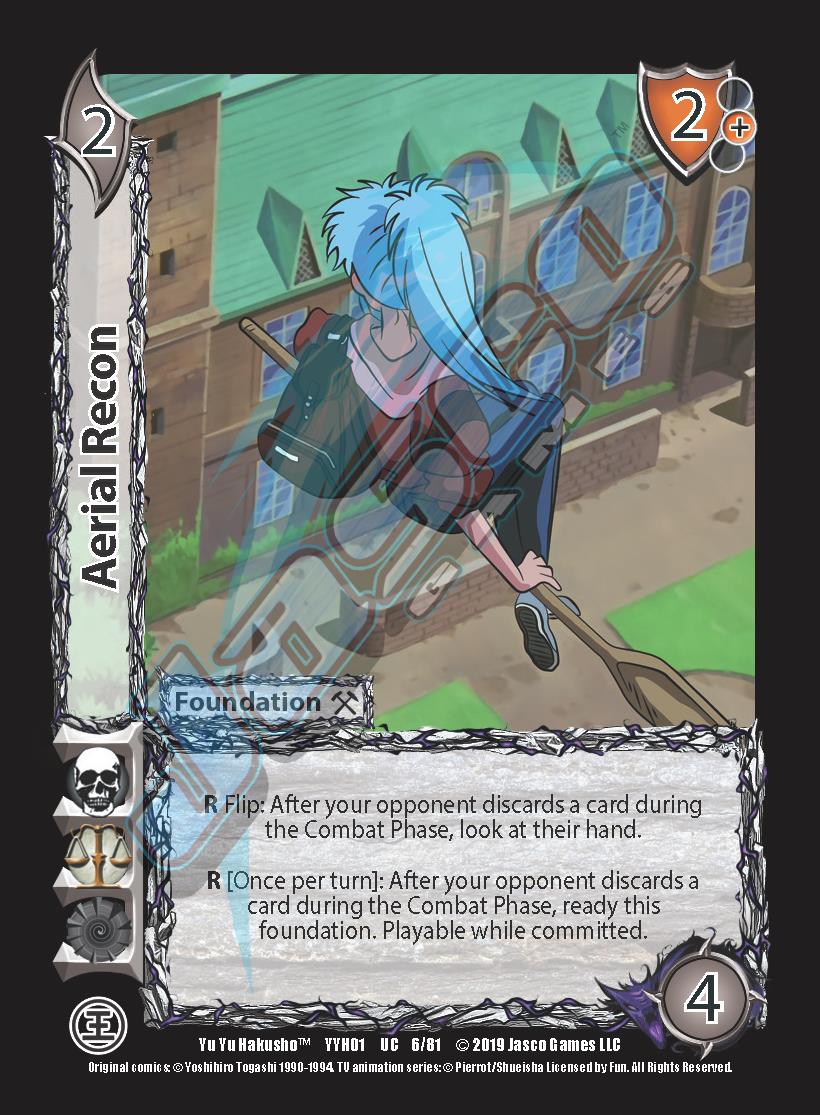 2
2
+
™
Aerial Recon
Foundation
R Flip: After your opponent discards a card during
the Combat Phase, look at their hand.
R [Once per turn]: After your opponent discards a
card during the Combat Phase, ready this
foundation. Playable while committed.
4
Yu Yu Hakusho™ YYH01 UC 6/81 © 2019 Jasco Games LLC
Original comics: © Yoshihiro Togashi 1990-1994. TV animation series: © Pierrot/Shueisha Licensed by Fun. All Rights Reserved.